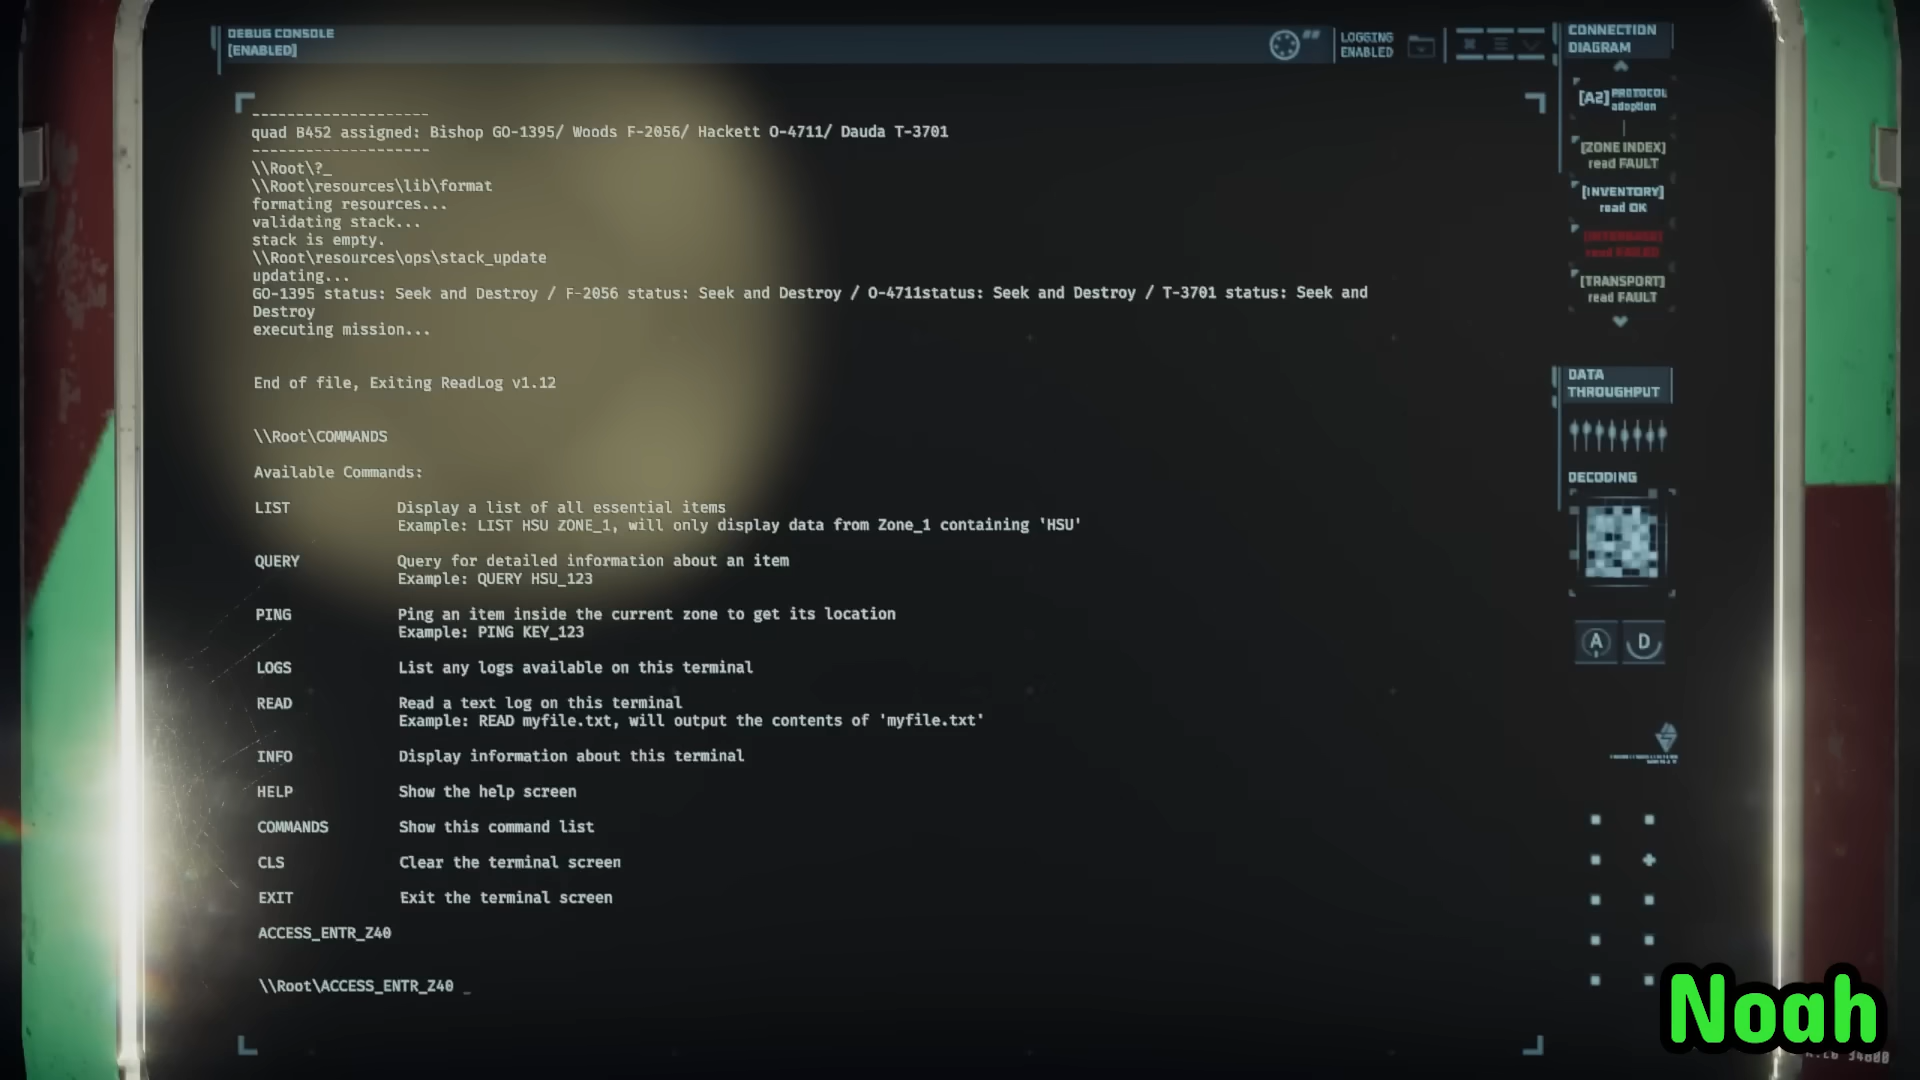 DEBUG CONSOLE
[ENABLED]
LOGGING
ENABLED
--------------------
quad B452 assigned: Bishop GO-1395/ Woods F-2056/ Hackett O-4711/ Dauda T-3701
--------------------
\\Root\?_
\\Root\resources\lib\format
formating resources...
validating stack...
stack is empty.
\\Root\resources\ops\stack_update
updating...
GO-1395 status: Seek and Destroy / F-2056 status: Seek and Destroy / O-4711status: Seek and Destroy / T-3701 status: Seek and
Destroy
executing mission...
End of file, Exiting ReadLog v1.12
\\Root\COMMANDS
Available Commands:
LIST Display a list of all essential items
Example: LIST HSU ZONE_1, will only display data from Zone_1 containing 'HSU'
QUERY Query for detailed information about an item
Example: QUERY HSU_123
PING Ping an item inside the current zone to get its location
Example: PING KEY_123
LOGS List any logs available on this terminal
READ Read a text log on this terminal
Example: READ myfile.txt, will output the contents of 'myfile.txt'
INFO Display information about this terminal
HELP Show the help screen
COMMANDS Show this command list
CLS Clear the terminal screen
EXIT Exit the terminal screen
ACCESS_ENTR_Z40
\\Root\ACCESS_ENTR_Z40 _
CONNECTION
DIAGRAM
[A2] PROTOCOL
adoption
[ZONE INDEX]
read FAULT
[INVENTORY]
read OK
read FAILED
[TRANSPORT]
read FAULT
DATA
THROUGHPUT
DECODING
A D
Noah